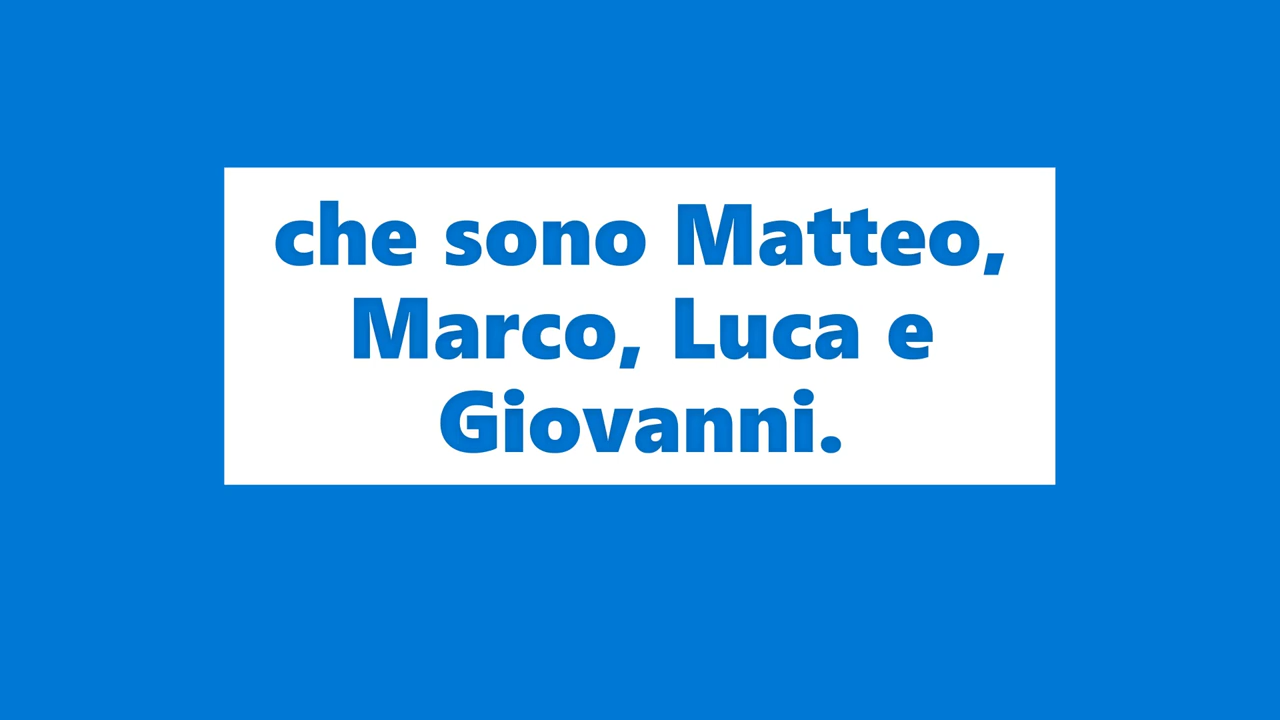 che sono Matteo,
Marco, Luca e
Giovanni.